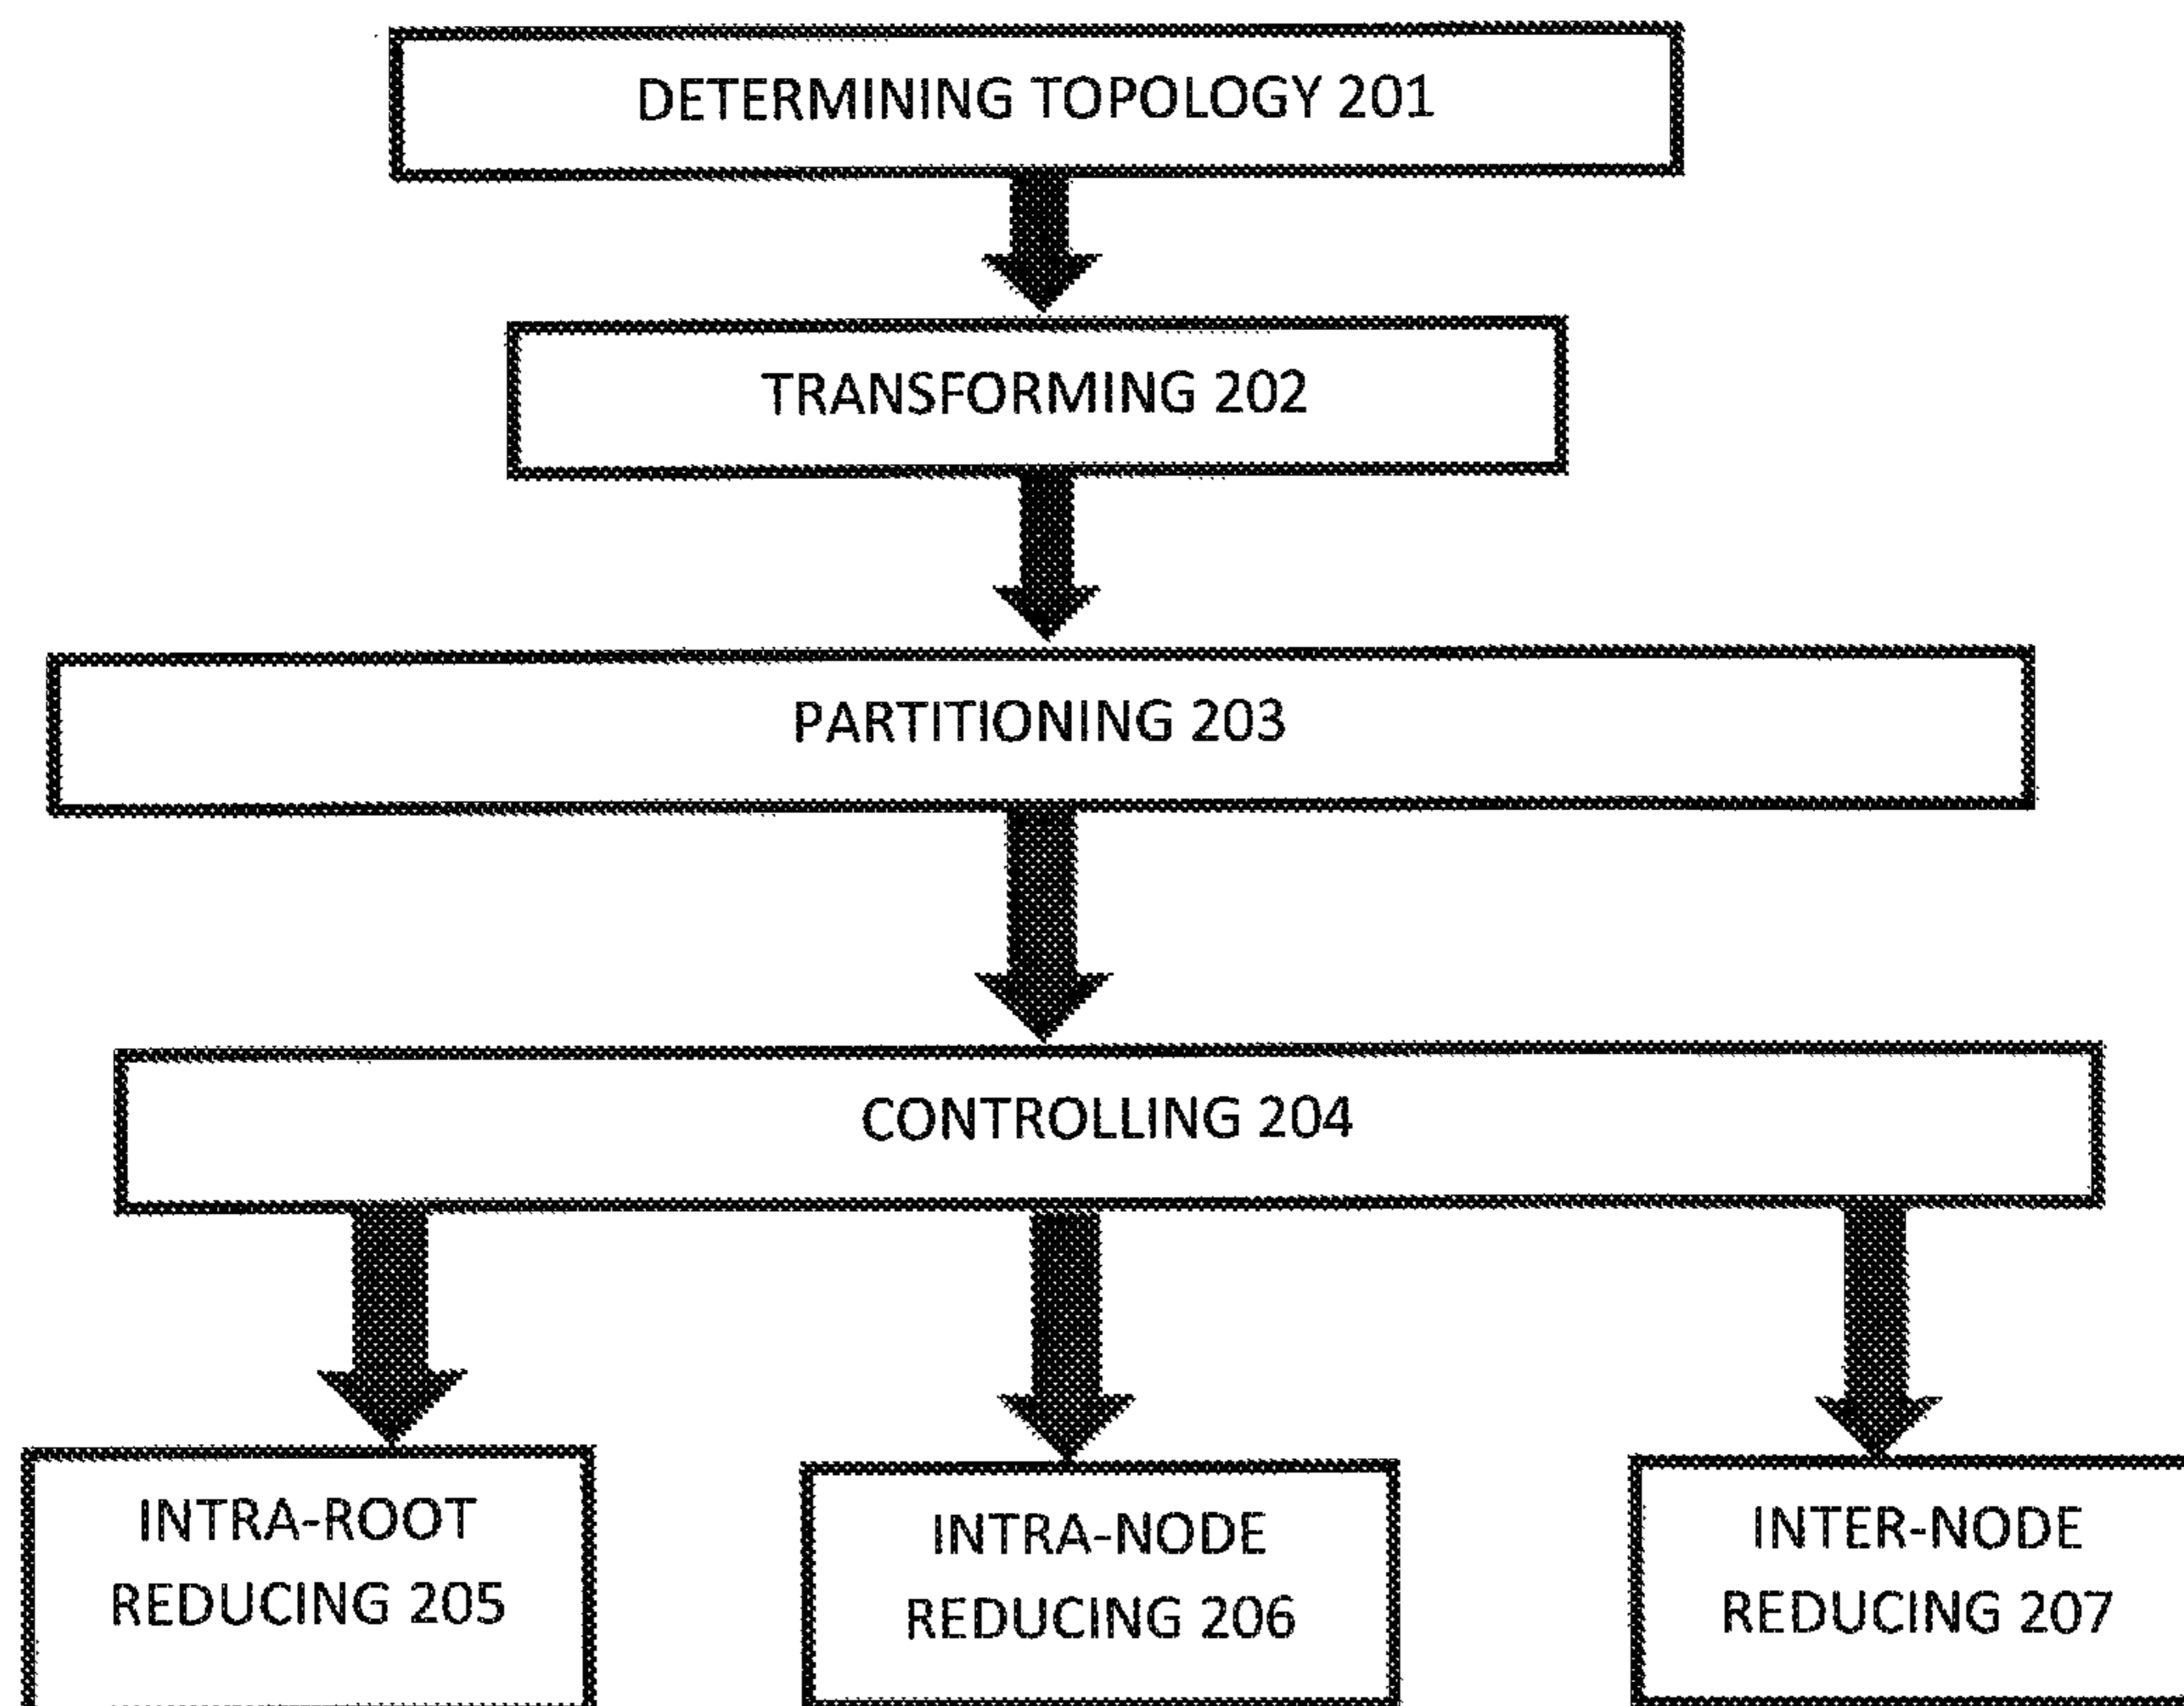 DETERMINING TOPOLOGY 201
TRANSFORMING 202
PARTITIONING 203
CONTROLLING 204
INTRA-ROOT
REDUCING 205
INTRA-NODE
REDUCING 206
INTER-NODE
REDUCING 207